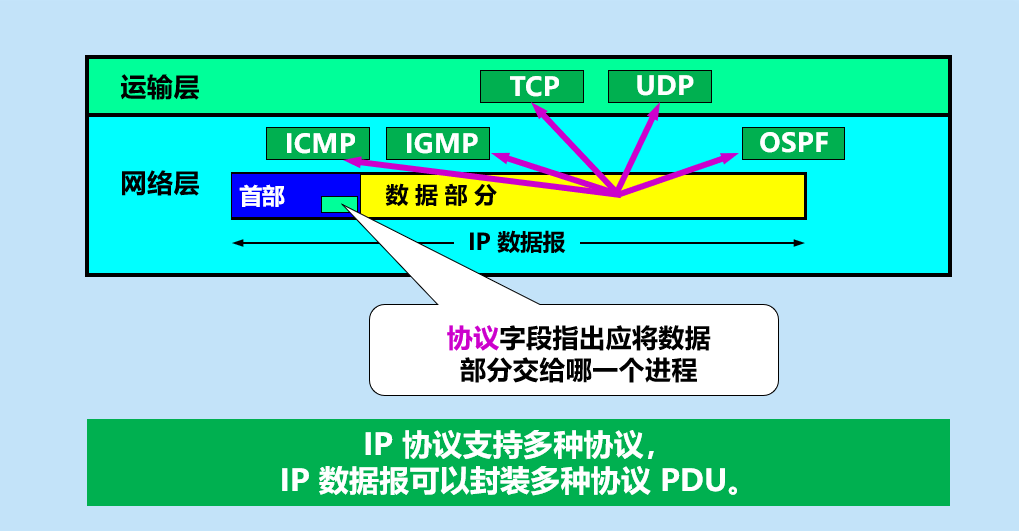 运输层
TCP
UDP
ICMP
IGMP
OSPF
网络层
首部
数据部分
IP 数据报
协议字段指出应将数据
部分交给哪一个进程
IP 协议支持多种协议，
IP 数据报可以封装多种协议 PDU。